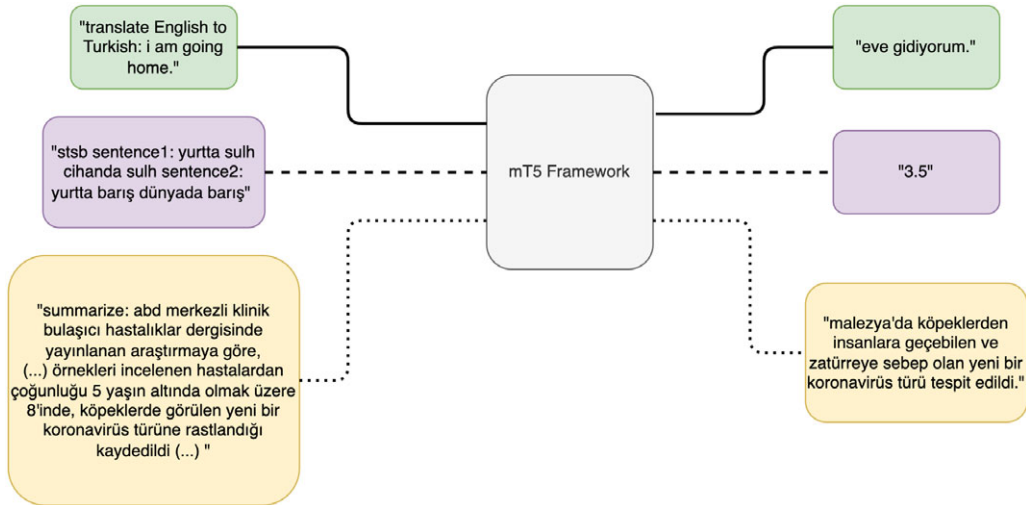 "translate English to
Turkish: i am going
home."
"eve gidiyorum."
"stsb sentence1: yurtta sulh
cihanda sulh sentence2:
yurtta barış dünyada barış"
mT5 Framework
"3.5"
"summarize: abd merkezli klinik
bulaşıcı hastalıklar dergisinde
yayınlanan araştırmaya göre,
(...) örnekleri incelenen hastalardan
çoğunluğu 5 yaşın altında olmak üzere
8'inde, köpeklerde görülen yeni bir
koronavirüs türüne rastlandığı
kaydedildi (...) "
"malezya'da köpeklerden
insanlara geçebilen ve
zatürreye sebep olan yeni bir
koronavirüs türü tespit edildi."